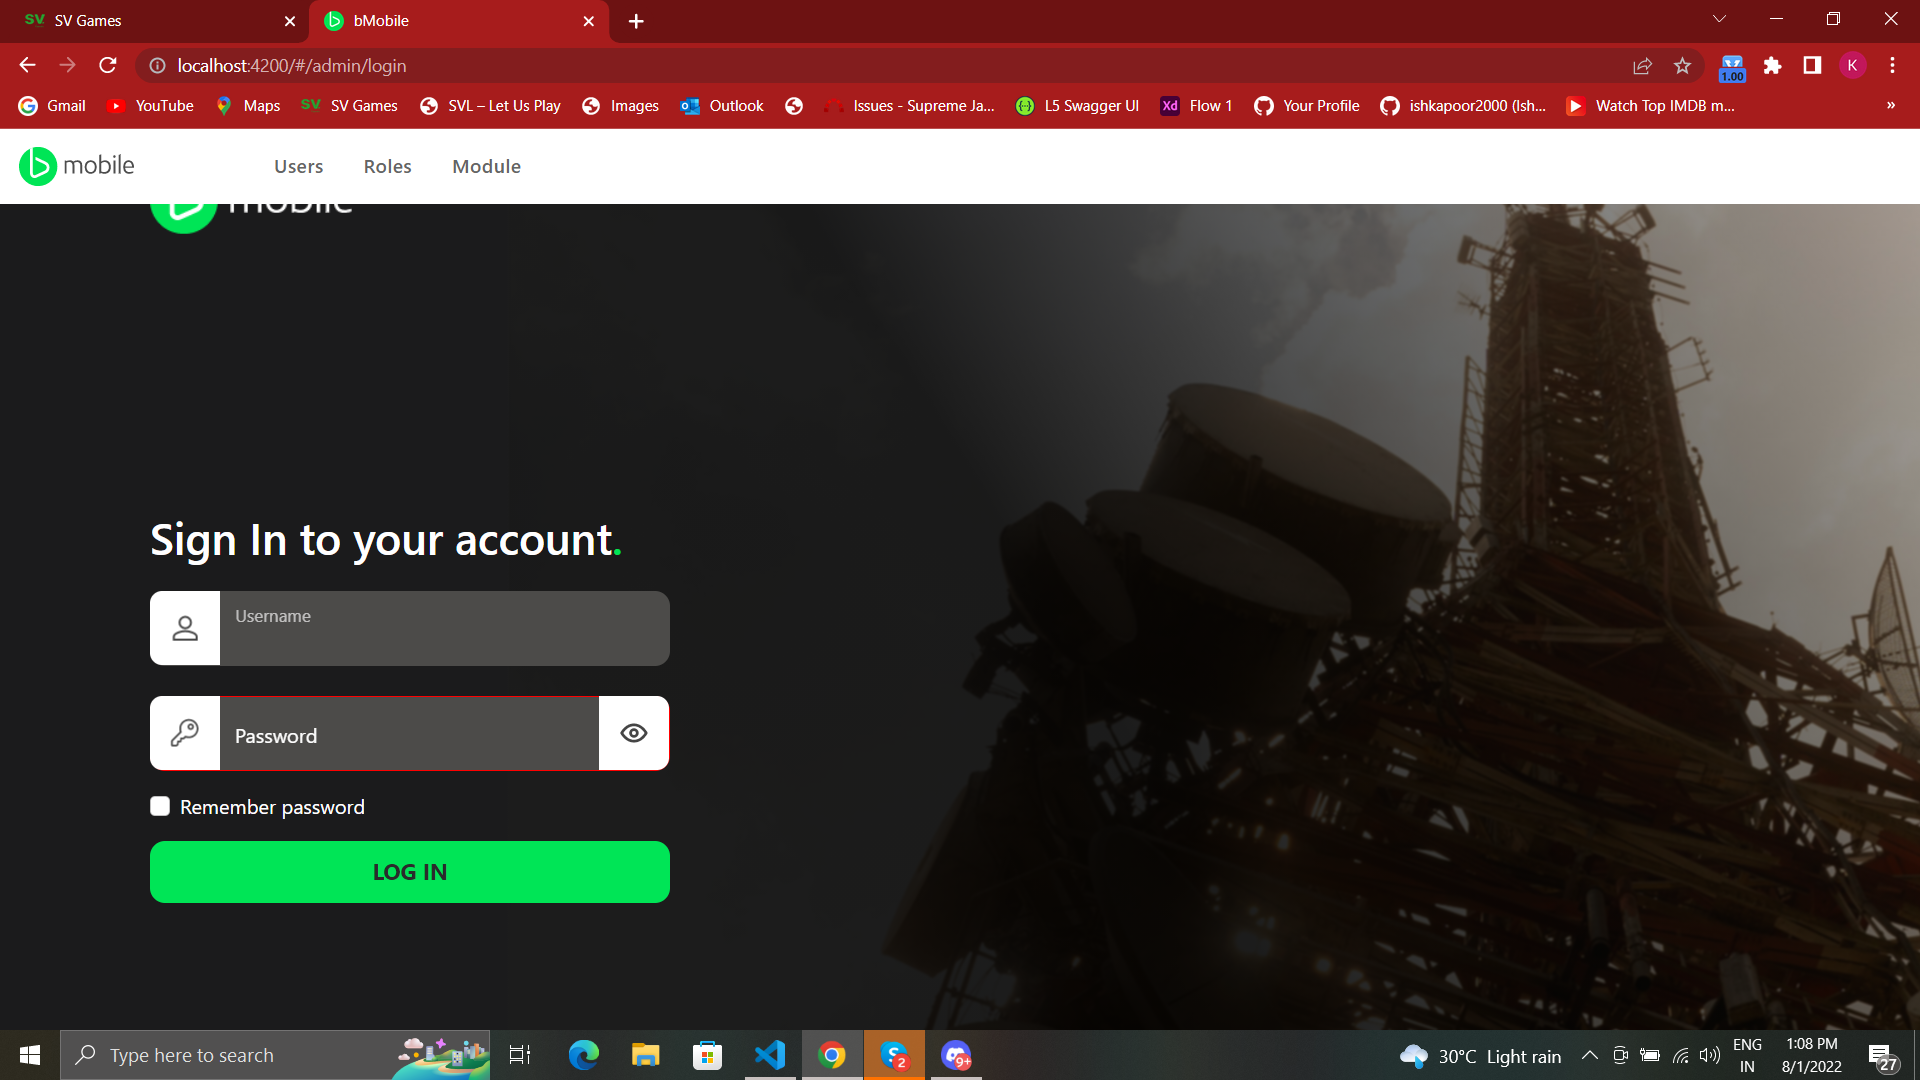 SV SV Games
bMobile
localhost:4200/#/admin/login
1.00
K
Gmail YouTube Maps SV SV Games SVL – Let Us Play Images Outlook Issues - Supreme Ja... {-} L5 Swagger UI Xd Flow 1 Your Profile ishkapoor2000 (Ish... Watch Top IMDB m... »
b mobile Users Roles Module
mobile
Sign In to your account.
Username
Password
Remember password
LOG IN
Type here to search
S 2
9+
30°C Light rain
ENG
IN
1:08 PM
8/1/2022
27